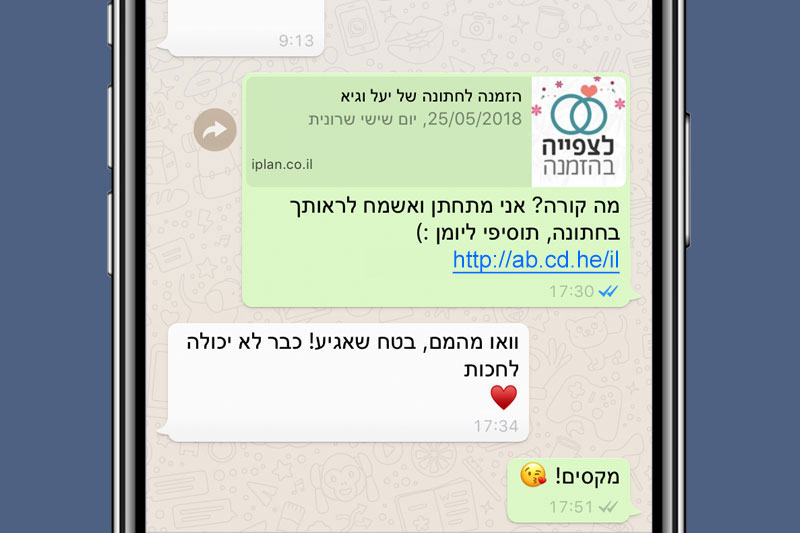 9:13
הזמנה לחתונה של יעל וגיא
25/05/2018, יום שישי שרונית
iplan.co.il
לצפייה
בהזמנה
מה קורה? אני מתחתן ואשמח לראותך
בחתונה, תוסיפי ליומן :)
http://ab.cd.he/il
17:30
וואו מהמם, בטח שאגיע! כבר לא יכולה
לחכות
♥
17:34
מקסים! 😘
17:51